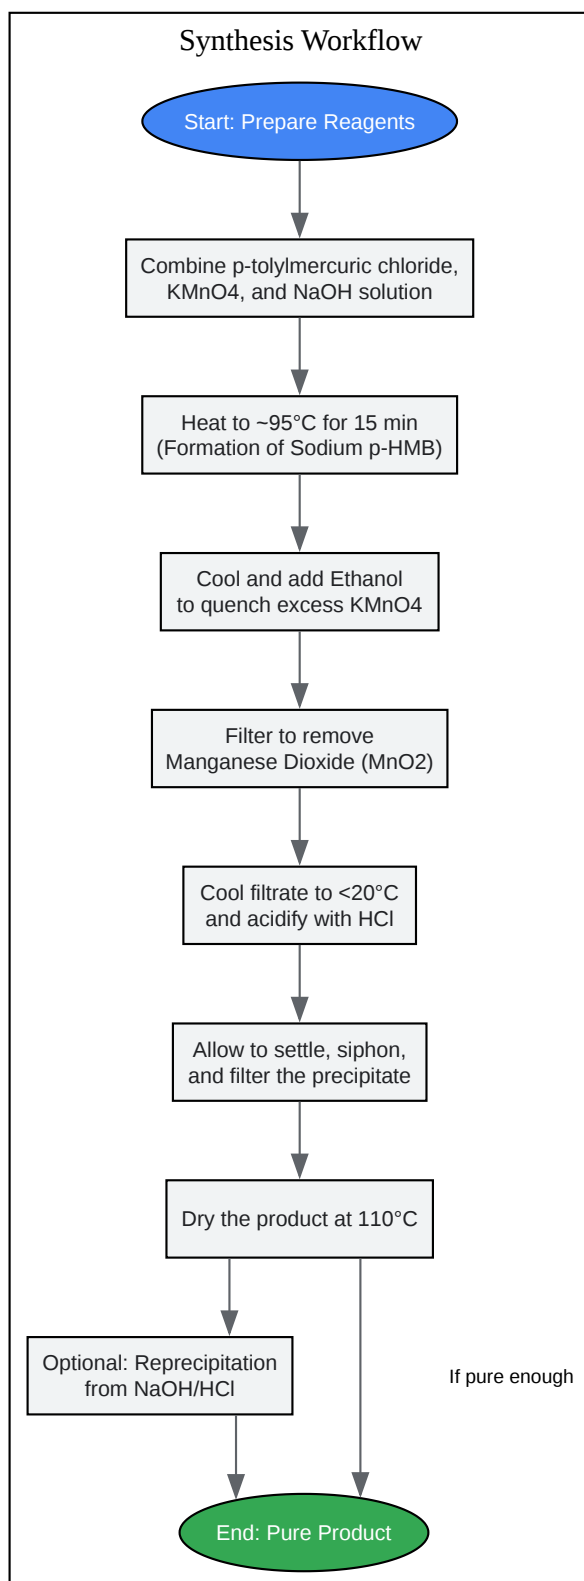 Synthesis Workflow
Start: Prepare Reagents
Combine p-tolylmercuric chloride,
KMnO4, and NaOH solution
Heat to ~95°C for 15 min
(Formation of Sodium p-HMB)
Cool and add Ethanol
to quench excess KMnO4
Filter to remove
Manganese Dioxide (MnO2)
Cool filtrate to <20°C
and acidify with HCl
Allow to settle, siphon,
and filter the precipitate
Dry the product at 110°C
Optional: Reprecipitation
from NaOH/HCl
If pure enough
End: Pure Product